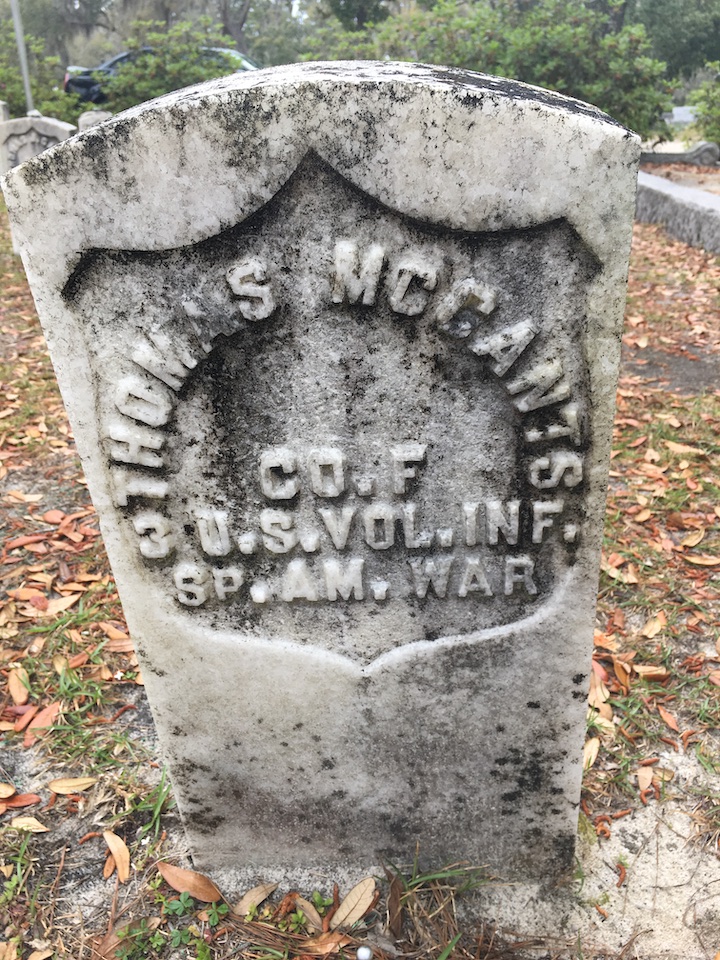 THOMAS MCCANTS
CO. F
3 U.S. VOL. INF.
SP. AM. WAR